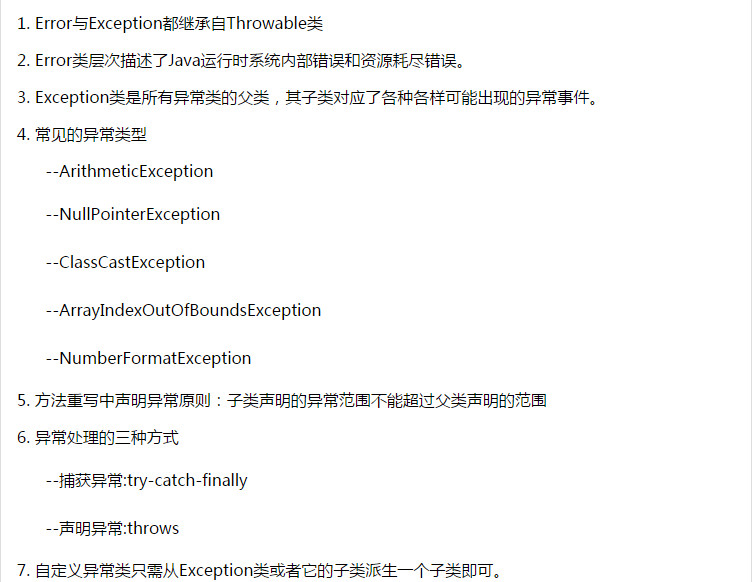 1. Error与Exception都继承自Throwable类
2. Error类层次描述了Java运行时系统内部错误和资源耗尽错误。
3. Exception类是所有异常类的父类，其子类对应了各种各样可能出现的异常事件。
4. 常见的异常类型
--ArithmeticException
--NullPointerException
--ClassCastException
--ArrayIndexOutOfBoundsException
--NumberFormatException
5. 方法重写中声明异常原则：子类声明的异常范围不能超过父类声明的范围
6. 异常处理的三种方式
--捕获异常:try-catch-finally
--声明异常:throws
7. 自定义异常类只需从Exception类或者它的子类派生一个子类即可。